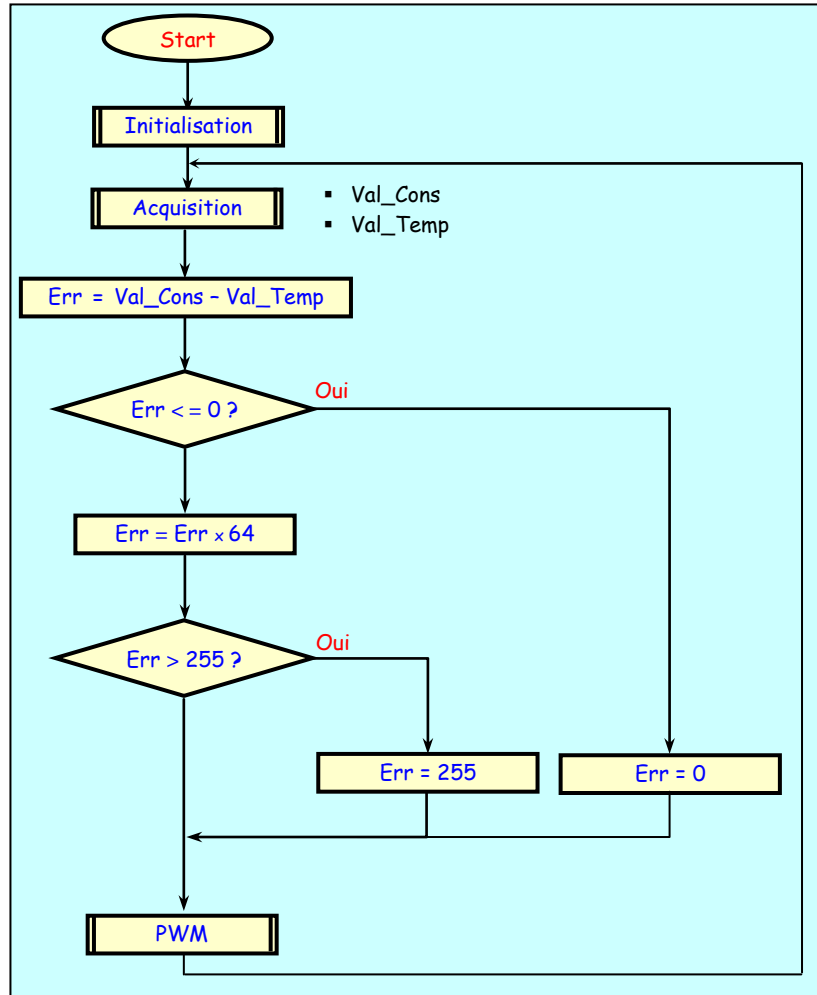 Start
Initialisation
Acquisition
▪ Val_Cons
▪ Val_Temp
Err = Val_Cons – Val_Temp
Oui
Err < = 0 ?
Err = Err × 64
Oui
Err > 255 ?
Err = 255
Err = 0
PWM